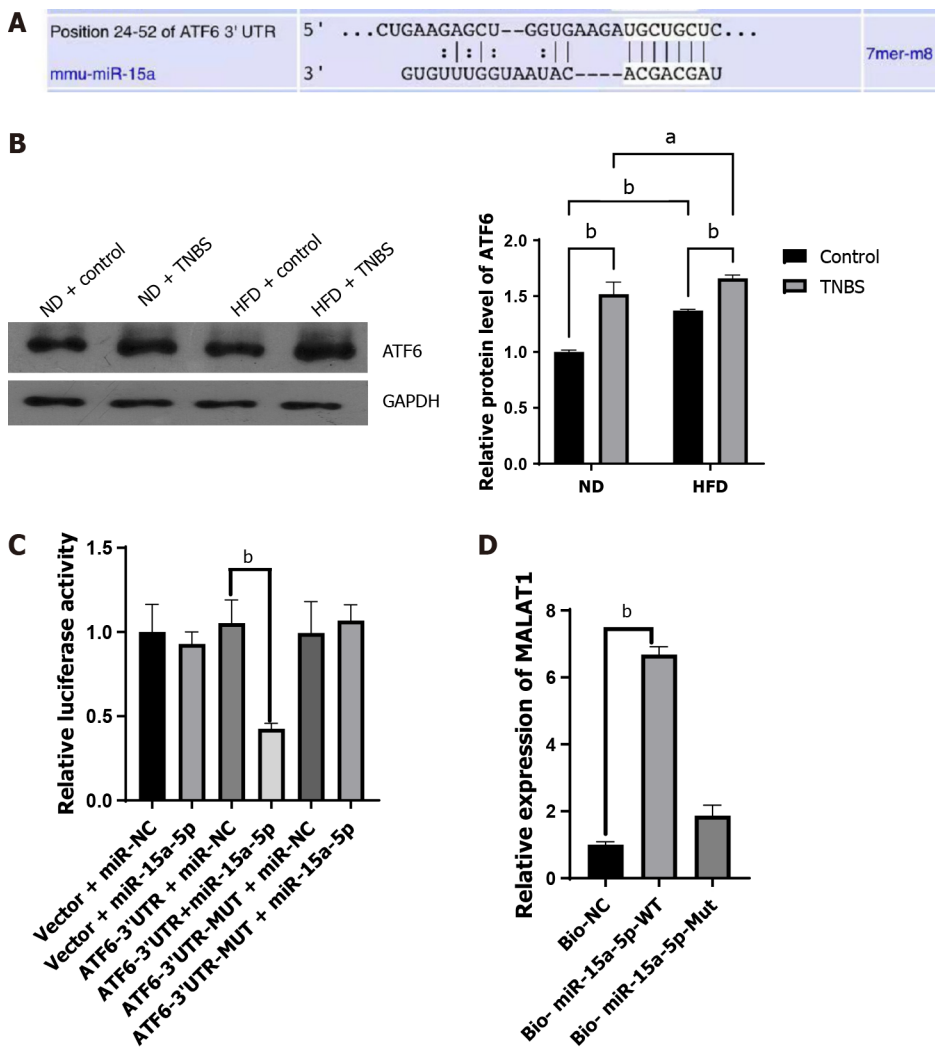 A
Position 24-52 of ATF6 3' UTR
5' ...CUGAAGAGCU--GGUGAAGAUGCUGCUC...
mmu-miR-15a
3' GUGUUUGGUAAUAC----ACGACGAU
7mer-m8
B
ND + control
ND + TNBS
HFD + control
HFD + TNBS
ATF6
GAPDH
Relative protein level of ATF6
2.0
1.5
1.0
0.5
0.0
a
b
b
b
ND
HFD
Control
TNBS
C
Relative luciferase activity
1.5
1.0
0.5
0.0
b
Vector + miR-NC
Vector + miR-15a-5p
ATF6-3'UTR + miR-NC
ATF6-3'UTR+miR-15a-5p
ATF6-3'UTR-MUT + miR-NC
ATF6-3'UTR-MUT + miR-15a-5p
D
Relative expression of MALAT1
8
6
4
2
0
b
Bio-NC
Bio- miR-15a-5p-WT
Bio- miR-15a-5p-Mut